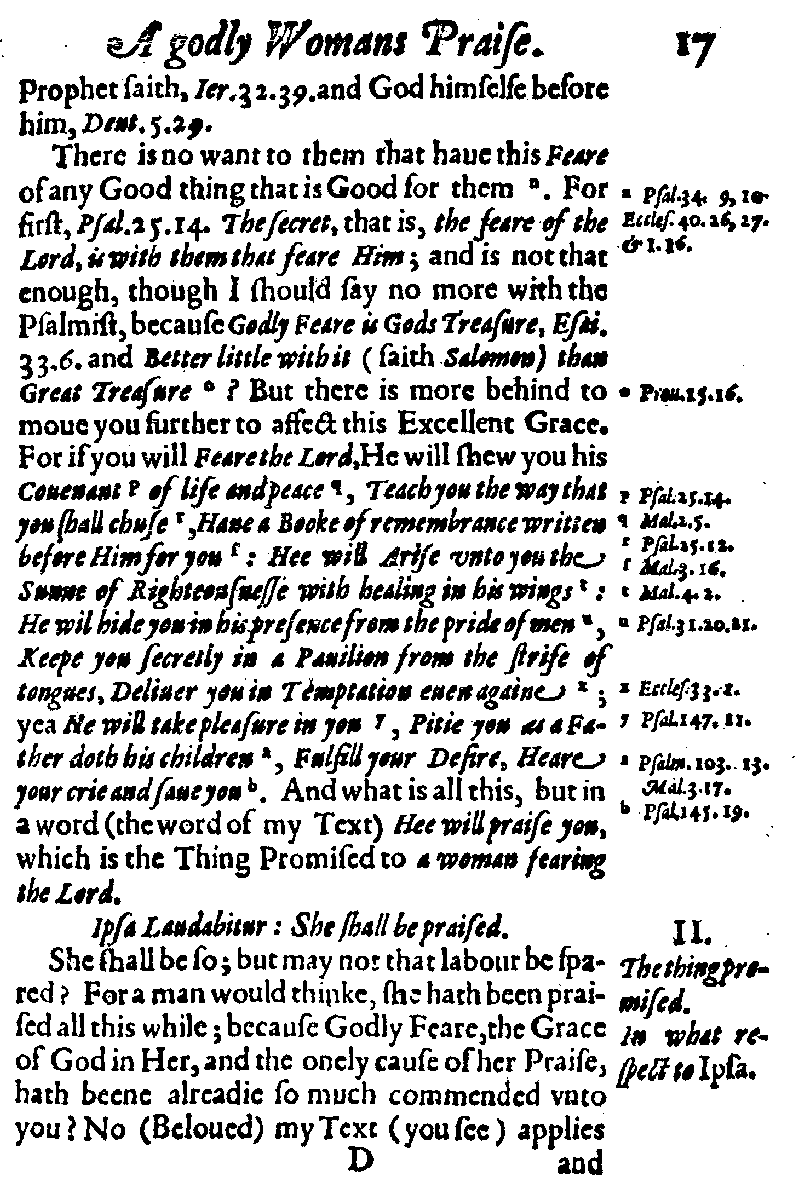 A godly Womans Praiſe. 17
Prophet ſaith, Ier.32.39.and God himſelfe before
him, Deut. 5.29.
There is no want to them that haue this Feare
of any Good thing that is Good for them ⁿ. For
firſt, Pſal.25.14. The ſecret, that is, the feare of the
Lord, is with them that feare Him; and is not that
enough, though I ſhould ſay no more with the
Pſalmiſt, becauſe Godly Feare is Gods Treaſure, Eſai.
33.6. and Better little with it (ſaith Salomon) than
Great Treaſure ᵒ ? But there is more behind to
moue you further to affect this Excellent Grace.
For if you will Feare the Lord, He will ſhew you his
Couenant ᵖ of life and peace ᑫ, Teach you the way that
you ſhall chuſe ʳ, Haue a Booke of remembrance written
before Him for you ᶠ : Hee will Ariſe vnto you the
Sunne of Righteouſneſſe with healing in his wings ᵗ :
He wil hide you in his preſence from the pride of men ᵘ,
Keepe you ſecretly in a Pauilion from the ſtrife of
tongues, Deliuer you in Temptation euen againe ˣ ;
yea He will take pleaſure in you ʸ, Pitie you as a Fa-
ther doth his children ᶻ, Fulfill your Deſire, Heare
your crie and ſaue you ᵇ. And what is all this, but in
a word (the word of my Text) Hee will praiſe you,
which is the Thing Promiſed to a woman fearing
the Lord.
Ipſa Laudabitur : She ſhall be praiſed.
She ſhall be ſo; but may not that labour be ſpa-
red? For a man would thinke, ſhe hath been prai-
ſed all this while; becauſe Godly Feare, the Grace
of God in Her, and the onely cauſe of her Praiſe,
hath beene alreadie ſo much commended vnto
you? No (Beloued) my Text (you ſee) applies
D and
ⁿ Pſal.34. 9, 10.
Eccleſ. 40.26, 27.
& 1. 16.
ᵒ Prou.15.16.
ᵖ Pſal.25.14.
ᑫ Mal.2.5.
ʳ Pſal.25.12.
ᶠ Mal.3.16.
ᵗ Mal.4.2.
ᵘ Pſal.31.20.21.
ˣ Eccleſ.33.1.
ʸ Pſal.147.11.
ᶻ Pſalm.103. 13.
Mal.3.17.
ᵇ Pſal.145.19.
II.
The thing pro-
miſed.
In what re-
ſpect to Ipſa.